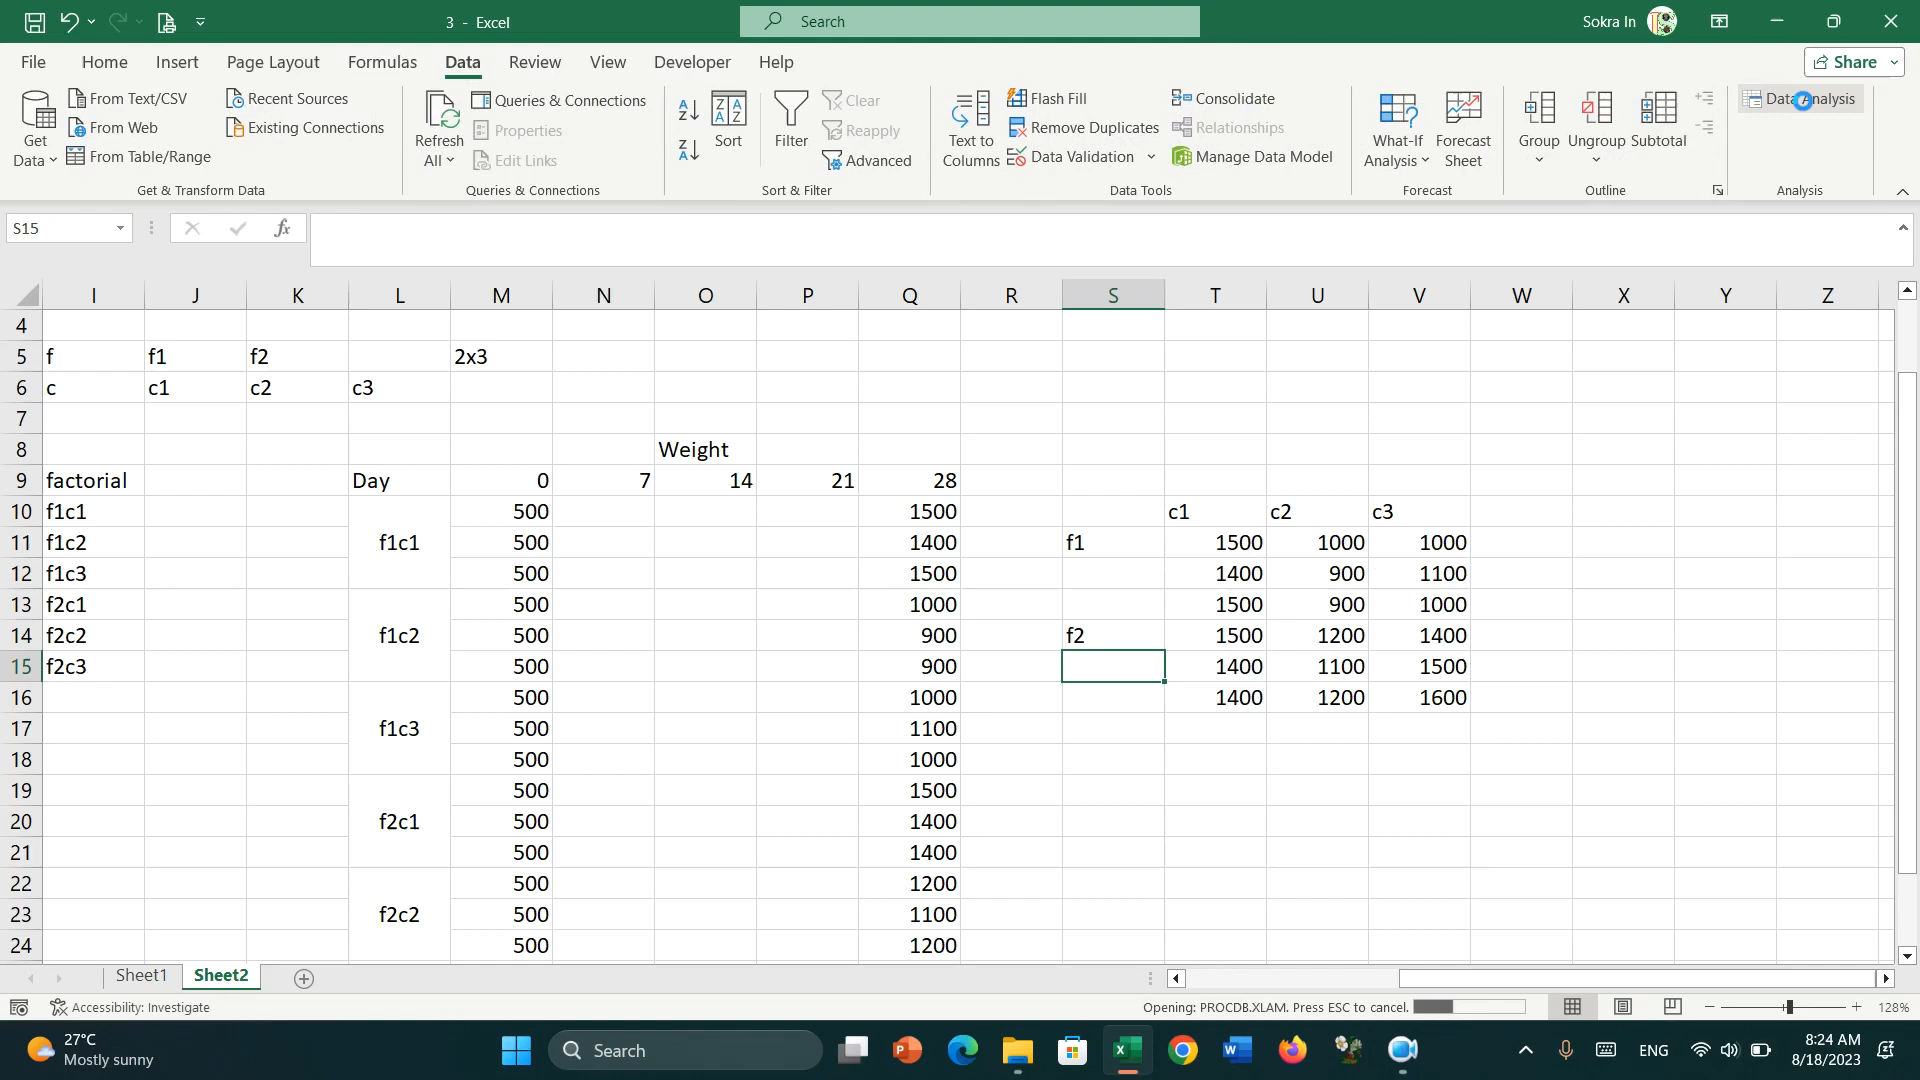 3 - Excel
Search
Sokra In
File Home Insert Page Layout Formulas Data Review View Developer Help
Share
Get Data
From Text/CSV
From Web
From Table/Range
Recent Sources
Existing Connections
Get & Transform Data
Refresh All
Queries & Connections
Properties
Edit Links
Queries & Connections
Sort
Filter
Clear
Reapply
Advanced
Sort & Filter
Text to Columns
Flash Fill
Remove Duplicates
Data Validation
Consolidate
Relationships
Manage Data Model
Data Tools
What-If Analysis
Forecast Sheet
Forecast
Group
Ungroup
Subtotal
Outline
Data Analysis
Analysis
S15
fx
I J K L M N O P Q R S T U V W X Y Z
4
5 f f1 f2 2x3
6 c c1 c2 c3
7
8 Weight
9 factorial Day 0 7 14 21 28
10 f1c1 500 1500 c1 c2 c3
11 f1c2 f1c1 500 1400 f1 1500 1000 1000
12 f1c3 500 1500 1400 900 1100
13 f2c1 500 1000 1500 900 1000
14 f2c2 f1c2 500 900 f2 1500 1200 1400
15 f2c3 500 900 1400 1100 1500
16 500 1000 1400 1200 1600
17 f1c3 500 1100
18 500 1000
19 500 1500
20 f2c1 500 1400
21 500 1400
22 500 1200
23 f2c2 500 1100
24 500 1200
Sheet1 Sheet2
Accessibility: Investigate
Opening: PROCDB.XLAM. Press ESC to cancel.
128%
27°C
Mostly sunny
Search
ENG
8:24 AM
8/18/2023